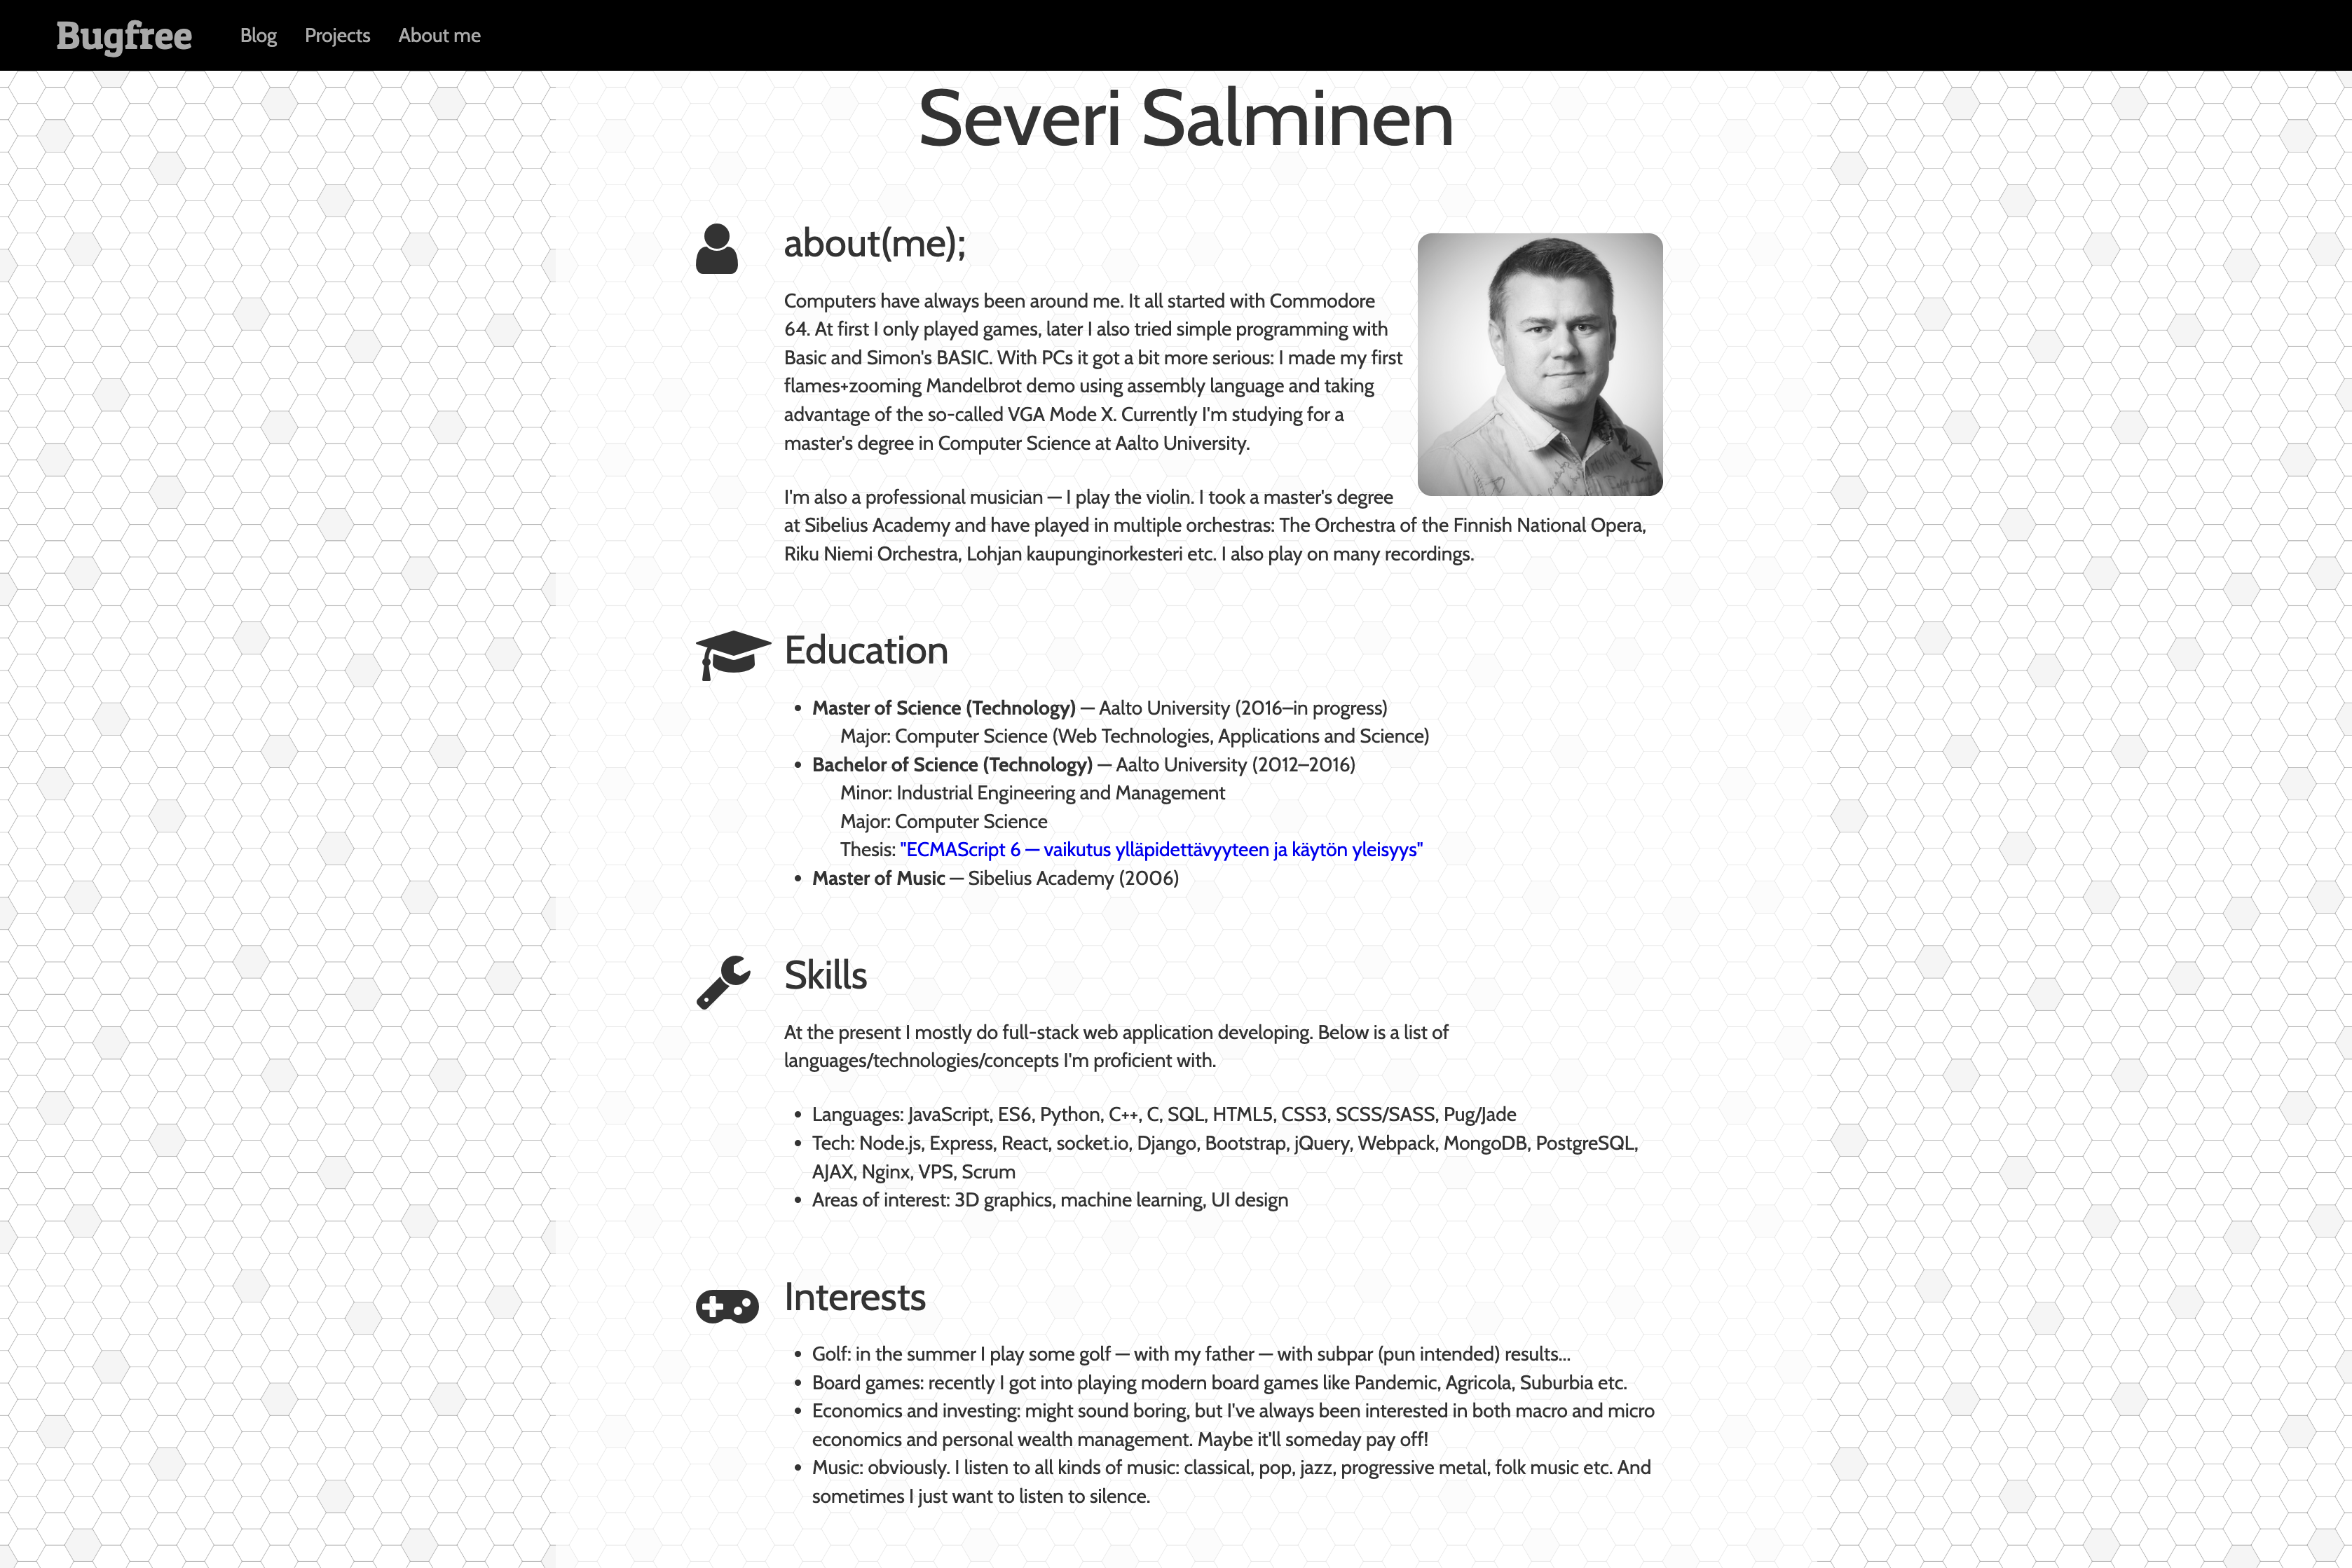 Bugfree Blog Projects About me
Severi Salminen
about(me);
Computers have always been around me. It all started with Commodore
64. At first I only played games, later I also tried simple programming with
Basic and Simon's BASIC. With PCs it got a bit more serious: I made my first
flames+zooming Mandelbrot demo using assembly language and taking
advantage of the so-called VGA Mode X. Currently I'm studying for a
master's degree in Computer Science at Aalto University.
I'm also a professional musician — I play the violin. I took a master's degree
at Sibelius Academy and have played in multiple orchestras: The Orchestra of the Finnish National Opera,
Riku Niemi Orchestra, Lohjan kaupunginorkesteri etc. I also play on many recordings.
Education
• Master of Science (Technology) — Aalto University (2016–in progress)
Major: Computer Science (Web Technologies, Applications and Science)
• Bachelor of Science (Technology) — Aalto University (2012–2016)
Minor: Industrial Engineering and Management
Major: Computer Science
Thesis: "ECMAScript 6 — vaikutus ylläpidettävyyteen ja käytön yleisyys"
• Master of Music — Sibelius Academy (2006)
Skills
At the present I mostly do full-stack web application developing. Below is a list of
languages/technologies/concepts I'm proficient with.
• Languages: JavaScript, ES6, Python, C++, C, SQL, HTML5, CSS3, SCSS/SASS, Pug/Jade
• Tech: Node.js, Express, React, socket.io, Django, Bootstrap, jQuery, Webpack, MongoDB, PostgreSQL,
AJAX, Nginx, VPS, Scrum
• Areas of interest: 3D graphics, machine learning, UI design
Interests
• Golf: in the summer I play some golf — with my father — with subpar (pun intended) results...
• Board games: recently I got into playing modern board games like Pandemic, Agricola, Suburbia etc.
• Economics and investing: might sound boring, but I've always been interested in both macro and micro
economics and personal wealth management. Maybe it'll someday pay off!
• Music: obviously. I listen to all kinds of music: classical, pop, jazz, progressive metal, folk music etc. And
sometimes I just want to listen to silence.